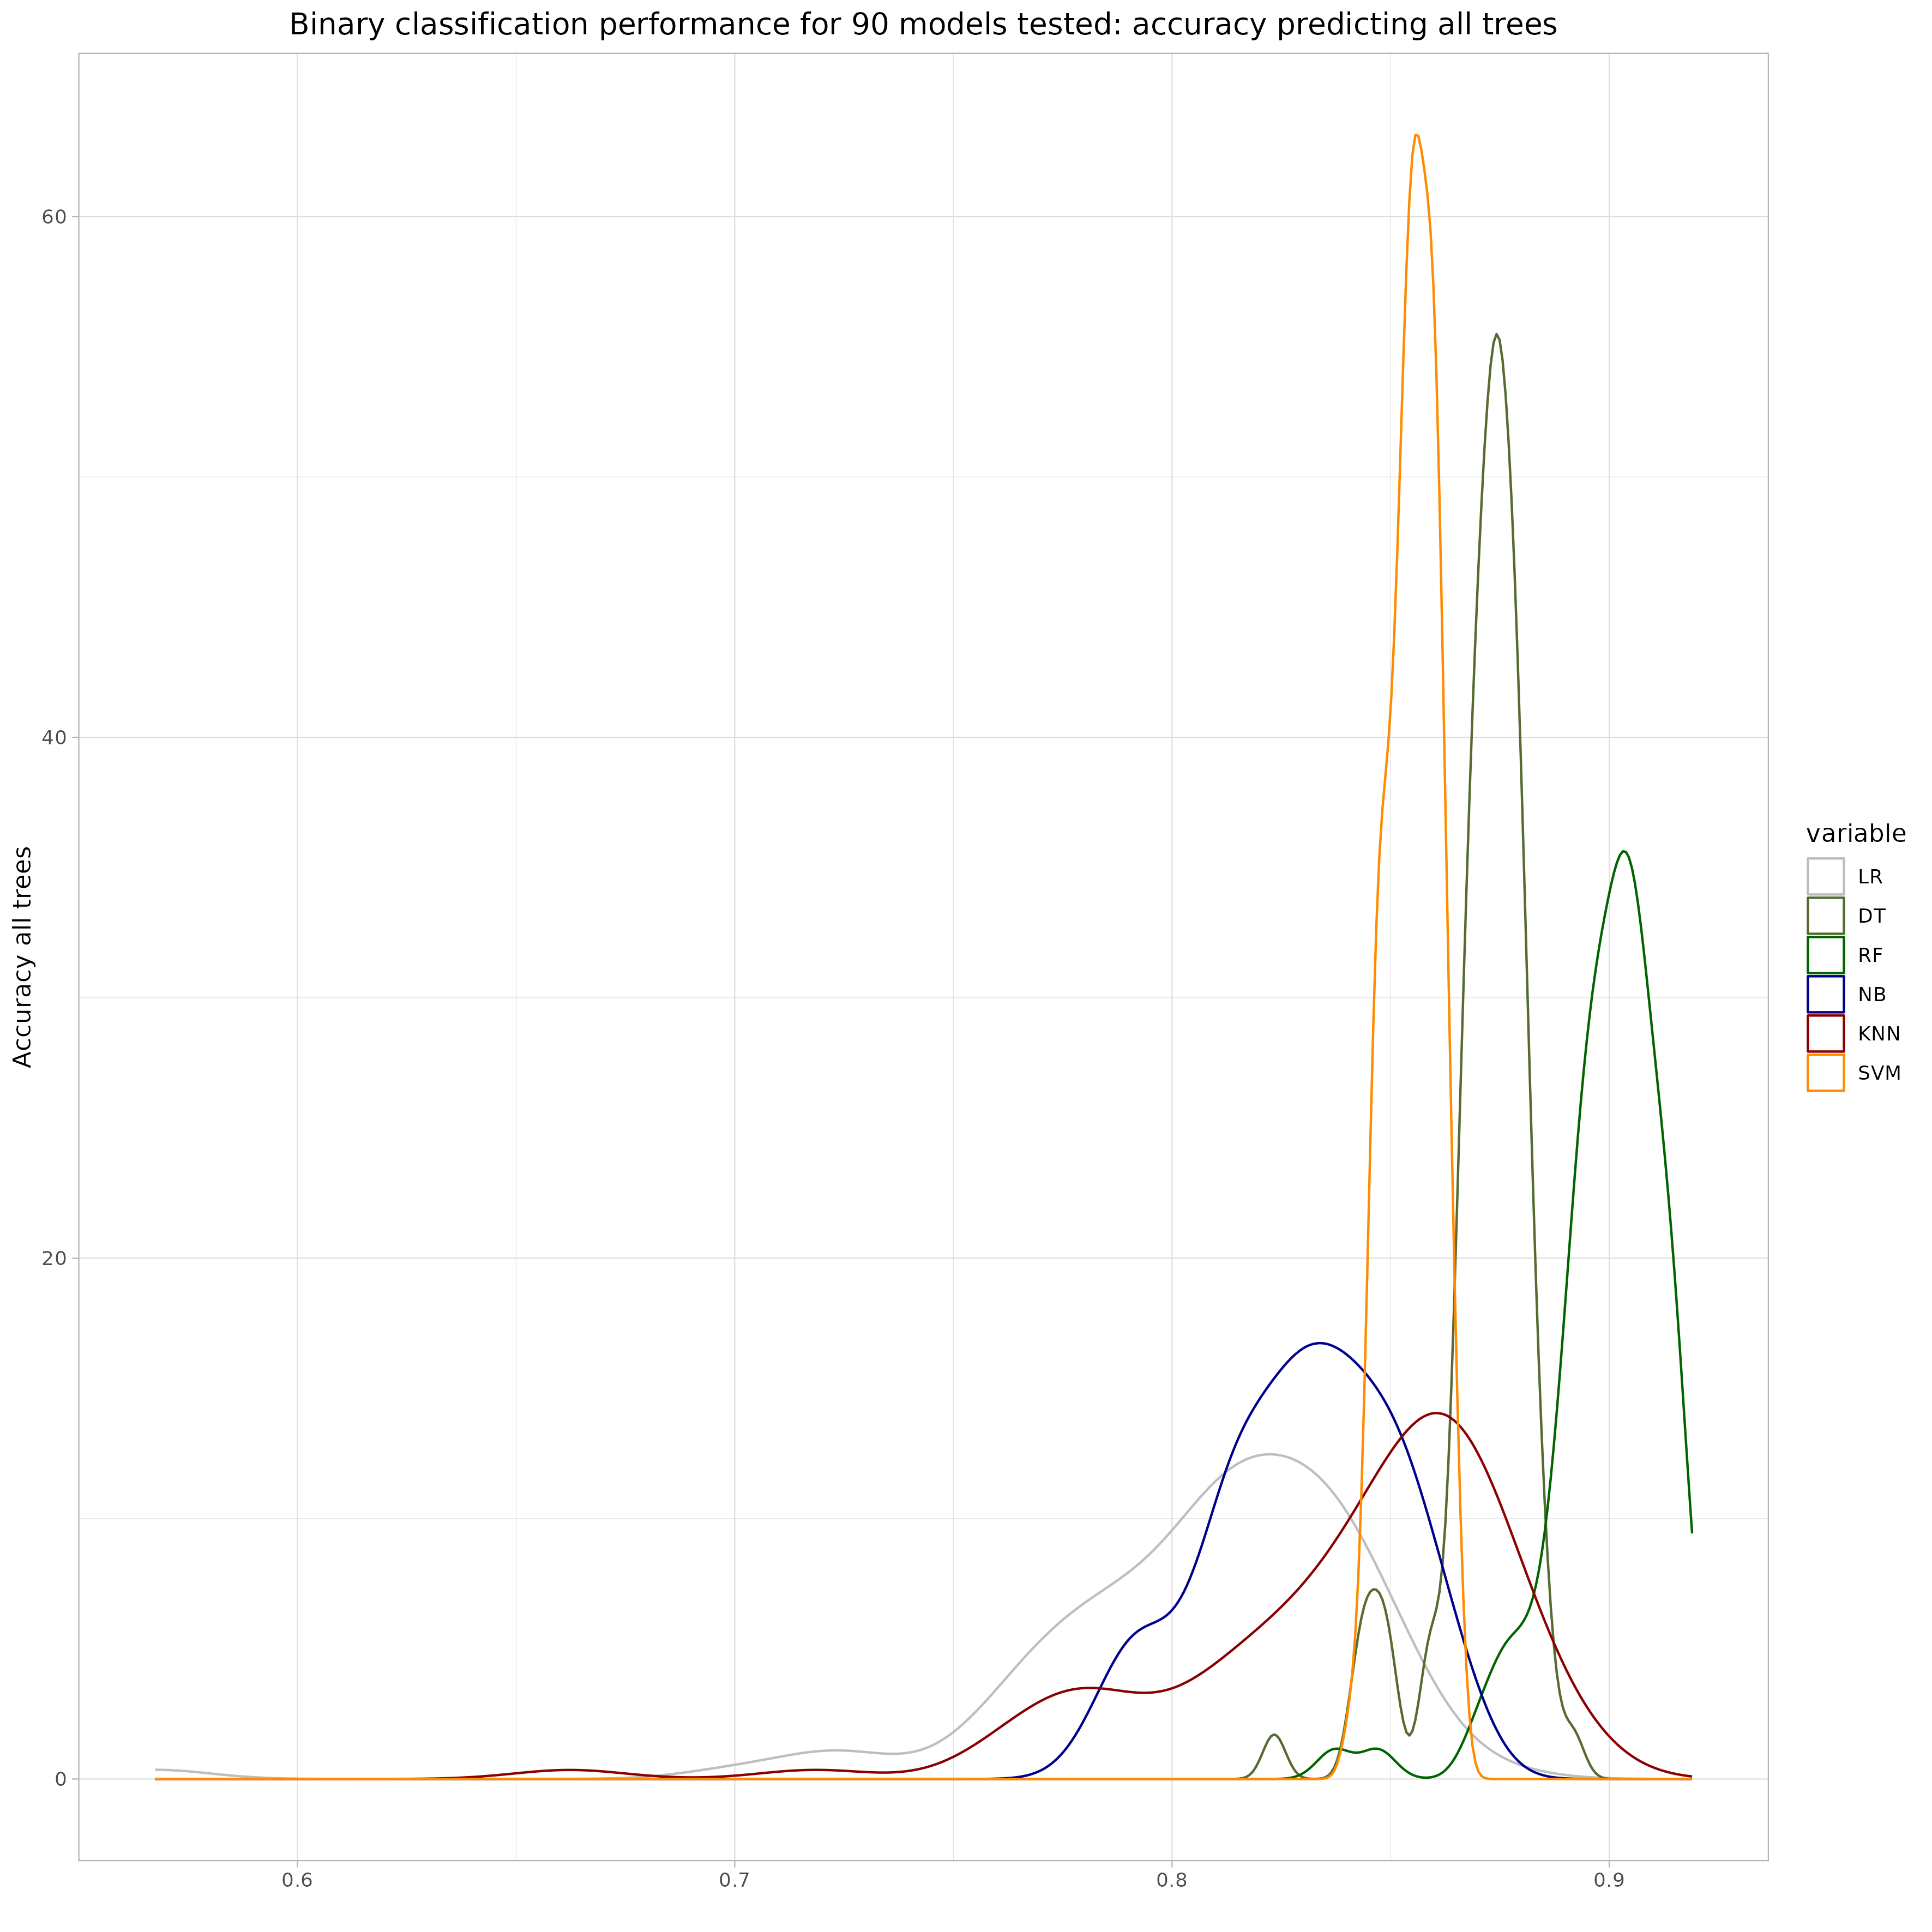 Binary classification performance for 90 models tested: accuracy predicting all trees
Accuracy all trees
60
40
20
0
0.6
0.7
0.8
0.9
variable
LR
DT
RF
NB
KNN
SVM